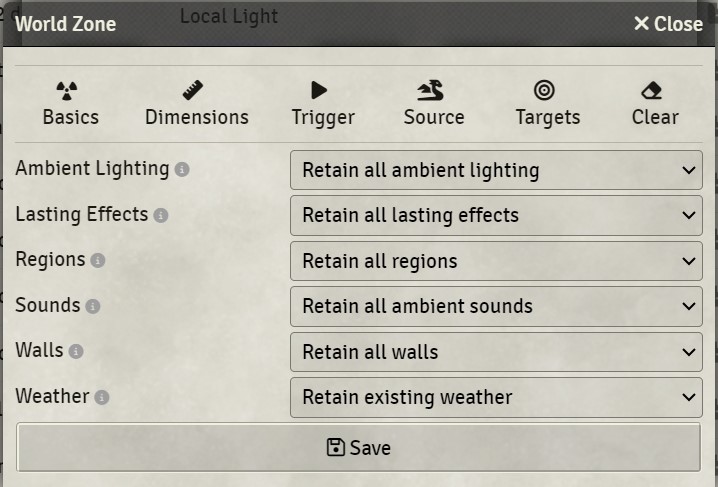 Local Light
World Zone
Close
Basics
Dimensions
Trigger
Source
Targets
Clear
Ambient Lighting
Retain all ambient lighting
Lasting Effects
Retain all lasting effects
Regions
Retain all regions
Sounds
Retain all ambient sounds
Walls
Retain all walls
Weather
Retain existing weather
Save